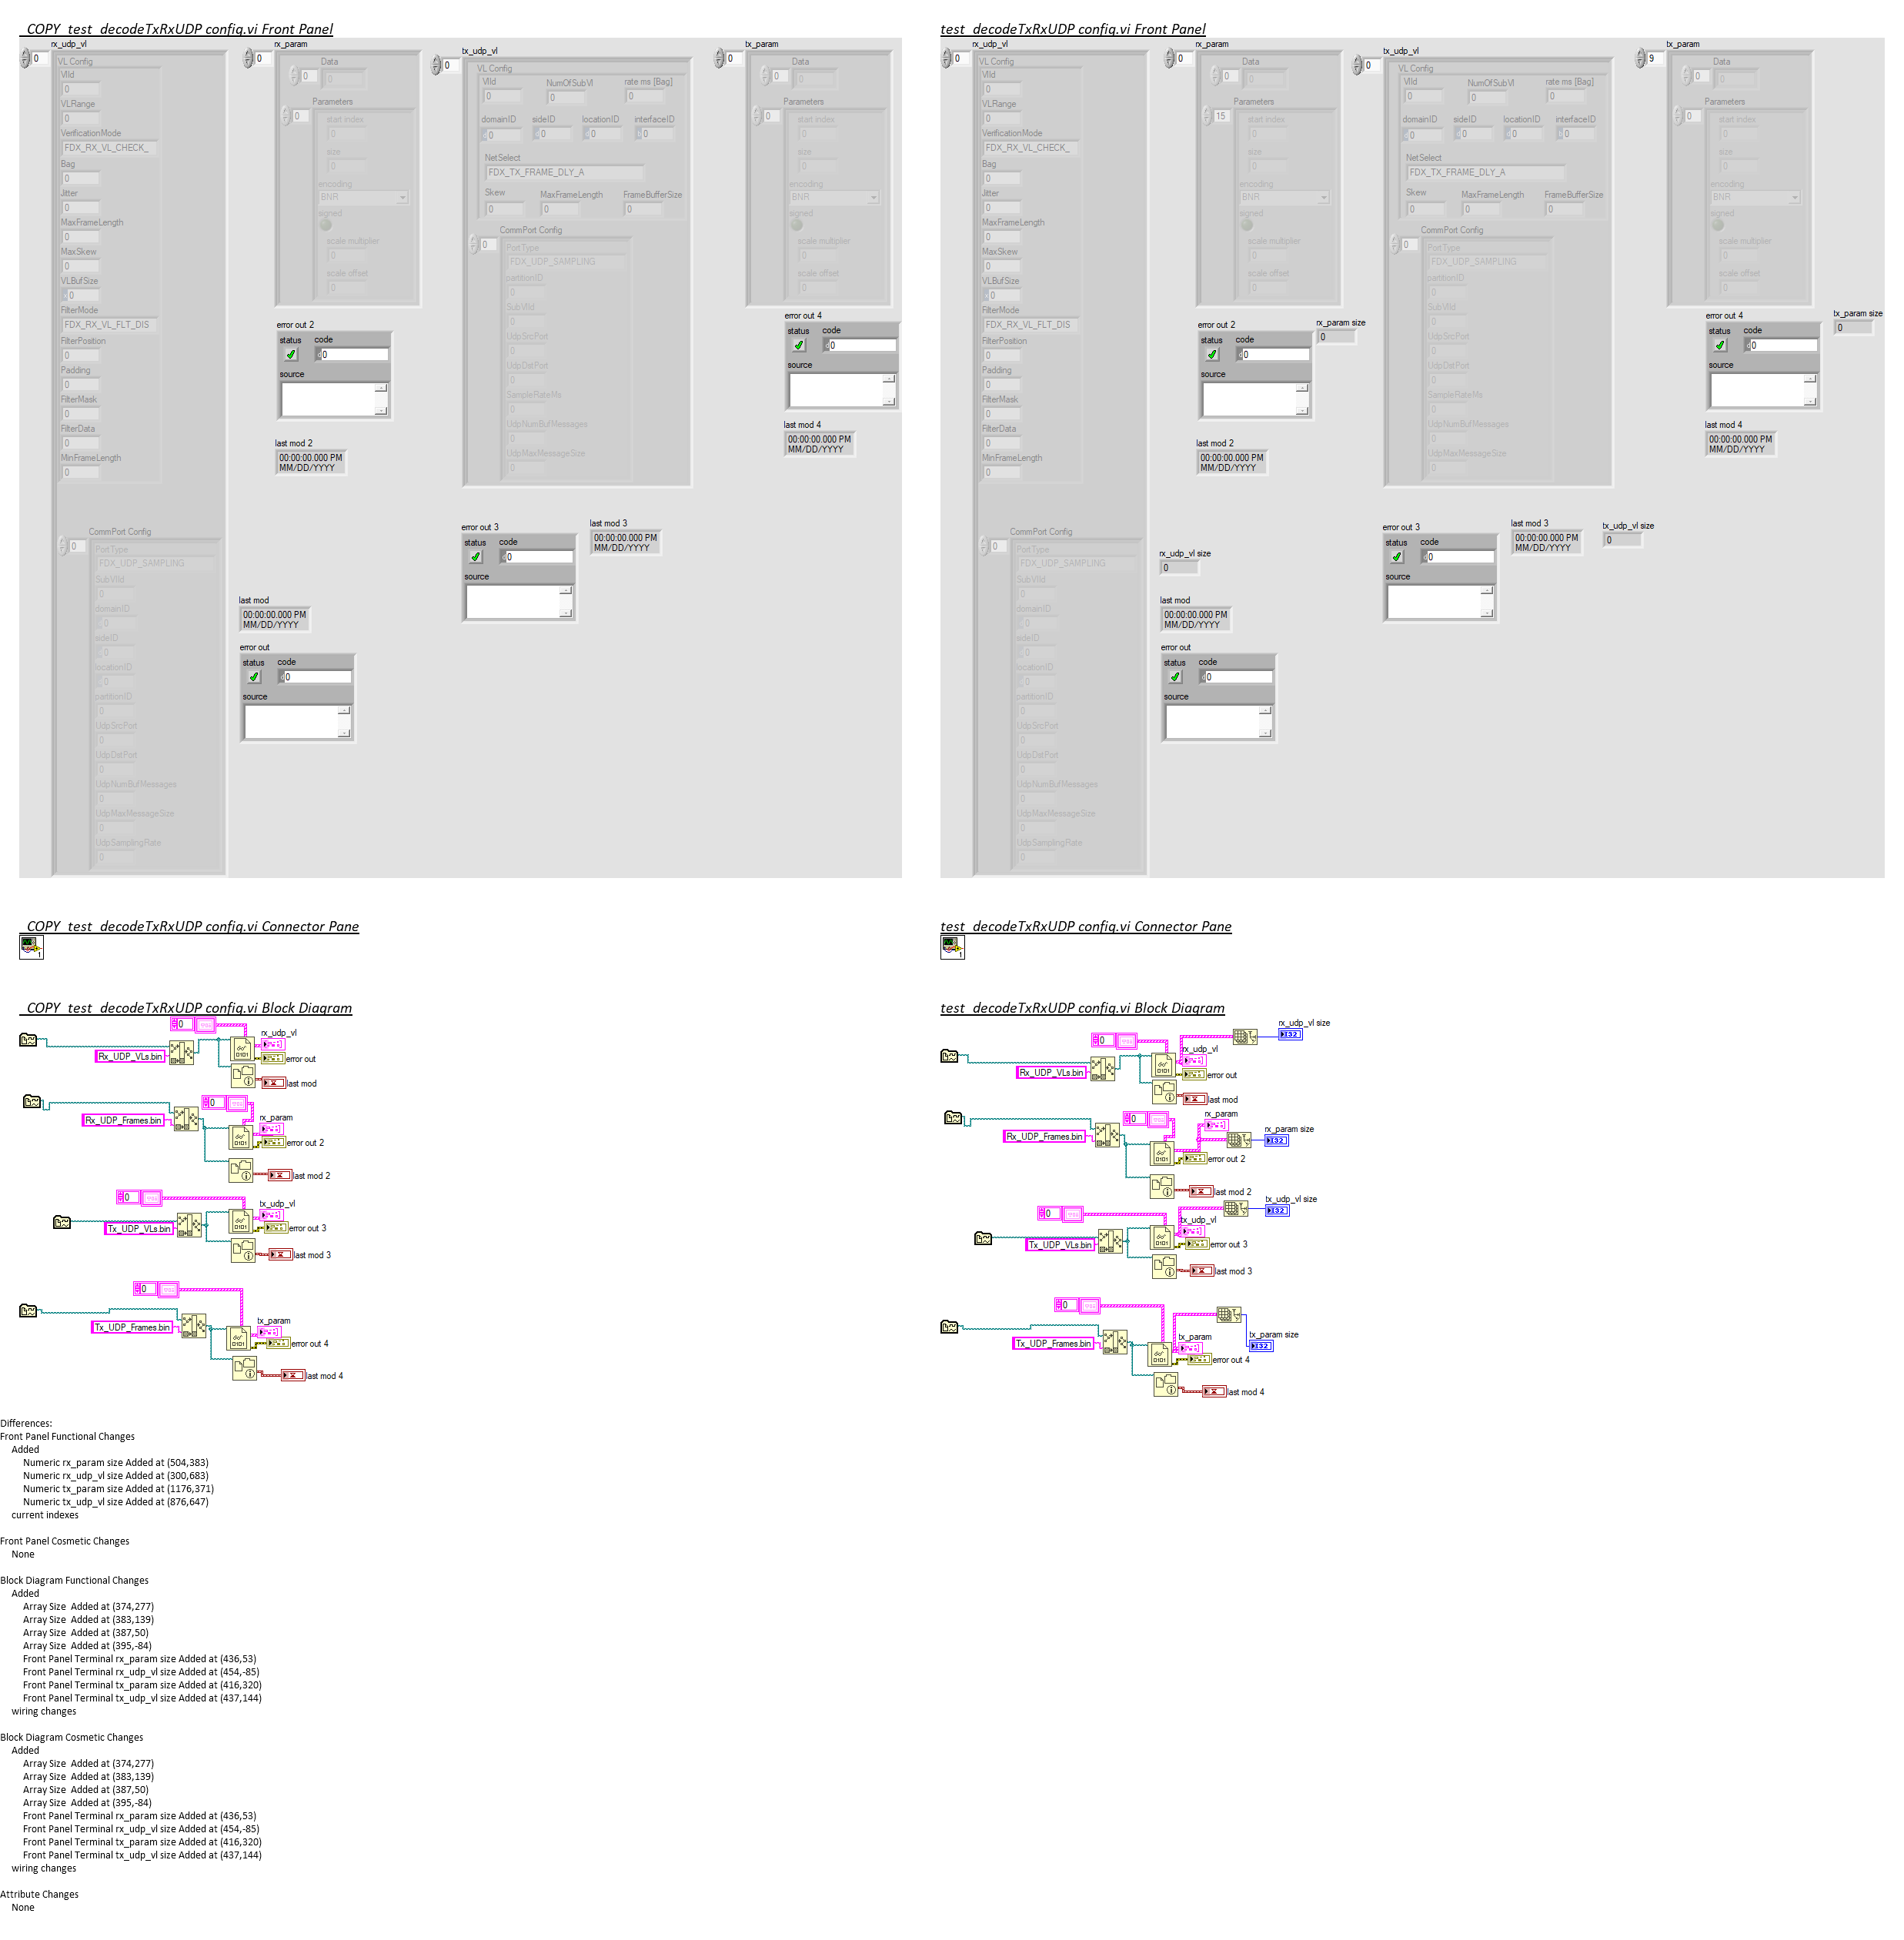 _COPY_test_decodeTxRxUDP config.vi Front Panel
rx_udp_vl
0
VL Config
VlId
0
VLRange
0
VerificationMode
FDX_RX_VL_CHECK_
Bag
0
Jitter
0
MaxFrameLength
0
MaxSkew
0
VLBufSize
0
FilterMode
FDX_RX_VL_FLT_DIS
FilterPosition
0
Padding
0
FilterMask
0
FilterData
0
MinFrameLength
0
CommPort Config
0
PortType
FDX_UDP_SAMPLING
SubVlId
0
domainID
0
sideID
0
locationID
0
partitionID
0
UdpSrcPort
0
UdpDstPort
0
UdpNumBufMessages
0
UdpMaxMessageSize
0
UdpSamplingRate
0
rx_param
0
Data
0
0
Parameters
0
start index
0
size
0
encoding
BNR
signed
scale multiplier
0
scale offset
0
error out 2
status code
0
source
last mod 2
00:00:00.000 PM
MM/DD/YYYY
last mod
00:00:00.000 PM
MM/DD/YYYY
error out
status code
0
source
tx_udp_vl
0
VL Config
VlId NumOfSubVl rate ms [Bag]
0 0 0
domainID sideID locationID interfaceID
0 0 0 0
NetSelect
FDX_TX_FRAME_DLY_A
Skew MaxFrameLength FrameBufferSize
0 0 0
CommPort Config
0
PortType
FDX_UDP_SAMPLING
partitionID
0
SubVlId
0
UdpSrcPort
0
UdpDstPort
0
SampleRateMs
0
UdpNumBufMessages
0
UdpMaxMessageSize
0
error out 3
status code
0
source
last mod 3
00:00:00.000 PM
MM/DD/YYYY
tx_param
0
Data
0
0
Parameters
0
start index
0
size
0
encoding
BNR
signed
scale multiplier
0
scale offset
0
error out 4
status code
0
source
last mod 4
00:00:00.000 PM
MM/DD/YYYY
test_decodeTxRxUDP config.vi Front Panel
rx_udp_vl
0
VL Config
VlId
0
VLRange
0
VerificationMode
FDX_RX_VL_CHECK_
Bag
0
Jitter
0
MaxFrameLength
0
MaxSkew
0
VLBufSize
0
FilterMode
FDX_RX_VL_FLT_DIS
FilterPosition
0
Padding
0
FilterMask
0
FilterData
0
MinFrameLength
0
CommPort Config
0
PortType
FDX_UDP_SAMPLING
SubVlId
0
domainID
0
sideID
0
locationID
0
partitionID
0
UdpSrcPort
0
UdpDstPort
0
UdpNumBufMessages
0
UdpMaxMessageSize
0
UdpSamplingRate
0
rx_param
0
Data
0
0
Parameters
15
start index
0
size
0
encoding
BNR
signed
scale multiplier
0
scale offset
0
error out 2
status code
0
source
rx_param size
0
last mod 2
00:00:00.000 PM
MM/DD/YYYY
rx_udp_vl size
0
last mod
00:00:00.000 PM
MM/DD/YYYY
error out
status code
0
source
tx_udp_vl
0
VL Config
VlId NumOfSubVl rate ms [Bag]
0 0 0
domainID sideID locationID interfaceID
0 0 0 0
NetSelect
FDX_TX_FRAME_DLY_A
Skew MaxFrameLength FrameBufferSize
0 0 0
CommPort Config
0
PortType
FDX_UDP_SAMPLING
partitionID
0
SubVlId
0
UdpSrcPort
0
UdpDstPort
0
SampleRateMs
0
UdpNumBufMessages
0
UdpMaxMessageSize
0
error out 3
status code
0
source
last mod 3
00:00:00.000 PM
MM/DD/YYYY
tx_udp_vl size
0
tx_param
9
Data
0
0
Parameters
0
start index
0
size
0
encoding
BNR
signed
scale multiplier
0
scale offset
0
error out 4
status code
0
source
tx_param size
0
last mod 4
00:00:00.000 PM
MM/DD/YYYY
_COPY_test_decodeTxRxUDP config.vi Connector Pane
1
test_decodeTxRxUDP config.vi Connector Pane
1
_COPY_test_decodeTxRxUDP config.vi Block Diagram
0
rx_udp_vl
Rx_UDP_VLs.bin
0101
error out
last mod
0
rx_param
Rx_UDP_Frames.bin
0101
error out 2
last mod 2
0
tx_udp_vl
Tx_UDP_VLs.bin
0101
error out 3
last mod 3
0
tx_param
Tx_UDP_Frames.bin
0101
error out 4
last mod 4
test_decodeTxRxUDP config.vi Block Diagram
rx_udp_vl size
I32
0
rx_udp_vl
Rx_UDP_VLs.bin
0101
error out
last mod
0
rx_param
rx_param size
I32
Rx_UDP_Frames.bin
0101
error out 2
last mod 2
tx_udp_vl size
I32
0
tx_udp_vl
Tx_UDP_VLs.bin
0101
error out 3
last mod 3
0
tx_param size
I32
tx_param
Tx_UDP_Frames.bin
0101
error out 4
last mod 4
Differences:
Front Panel Functional Changes
Added
Numeric rx_param size Added at (504,383)
Numeric rx_udp_vl size Added at (300,683)
Numeric tx_param size Added at (1176,371)
Numeric tx_udp_vl size Added at (876,647)
current indexes
Front Panel Cosmetic Changes
None
Block Diagram Functional Changes
Added
Array Size Added at (374,277)
Array Size Added at (383,139)
Array Size Added at (387,50)
Array Size Added at (395,-84)
Front Panel Terminal rx_param size Added at (436,53)
Front Panel Terminal rx_udp_vl size Added at (454,-85)
Front Panel Terminal tx_param size Added at (416,320)
Front Panel Terminal tx_udp_vl size Added at (437,144)
wiring changes
Block Diagram Cosmetic Changes
Added
Array Size Added at (374,277)
Array Size Added at (383,139)
Array Size Added at (387,50)
Array Size Added at (395,-84)
Front Panel Terminal rx_param size Added at (436,53)
Front Panel Terminal rx_udp_vl size Added at (454,-85)
Front Panel Terminal tx_param size Added at (416,320)
Front Panel Terminal tx_udp_vl size Added at (437,144)
wiring changes
Attribute Changes
None